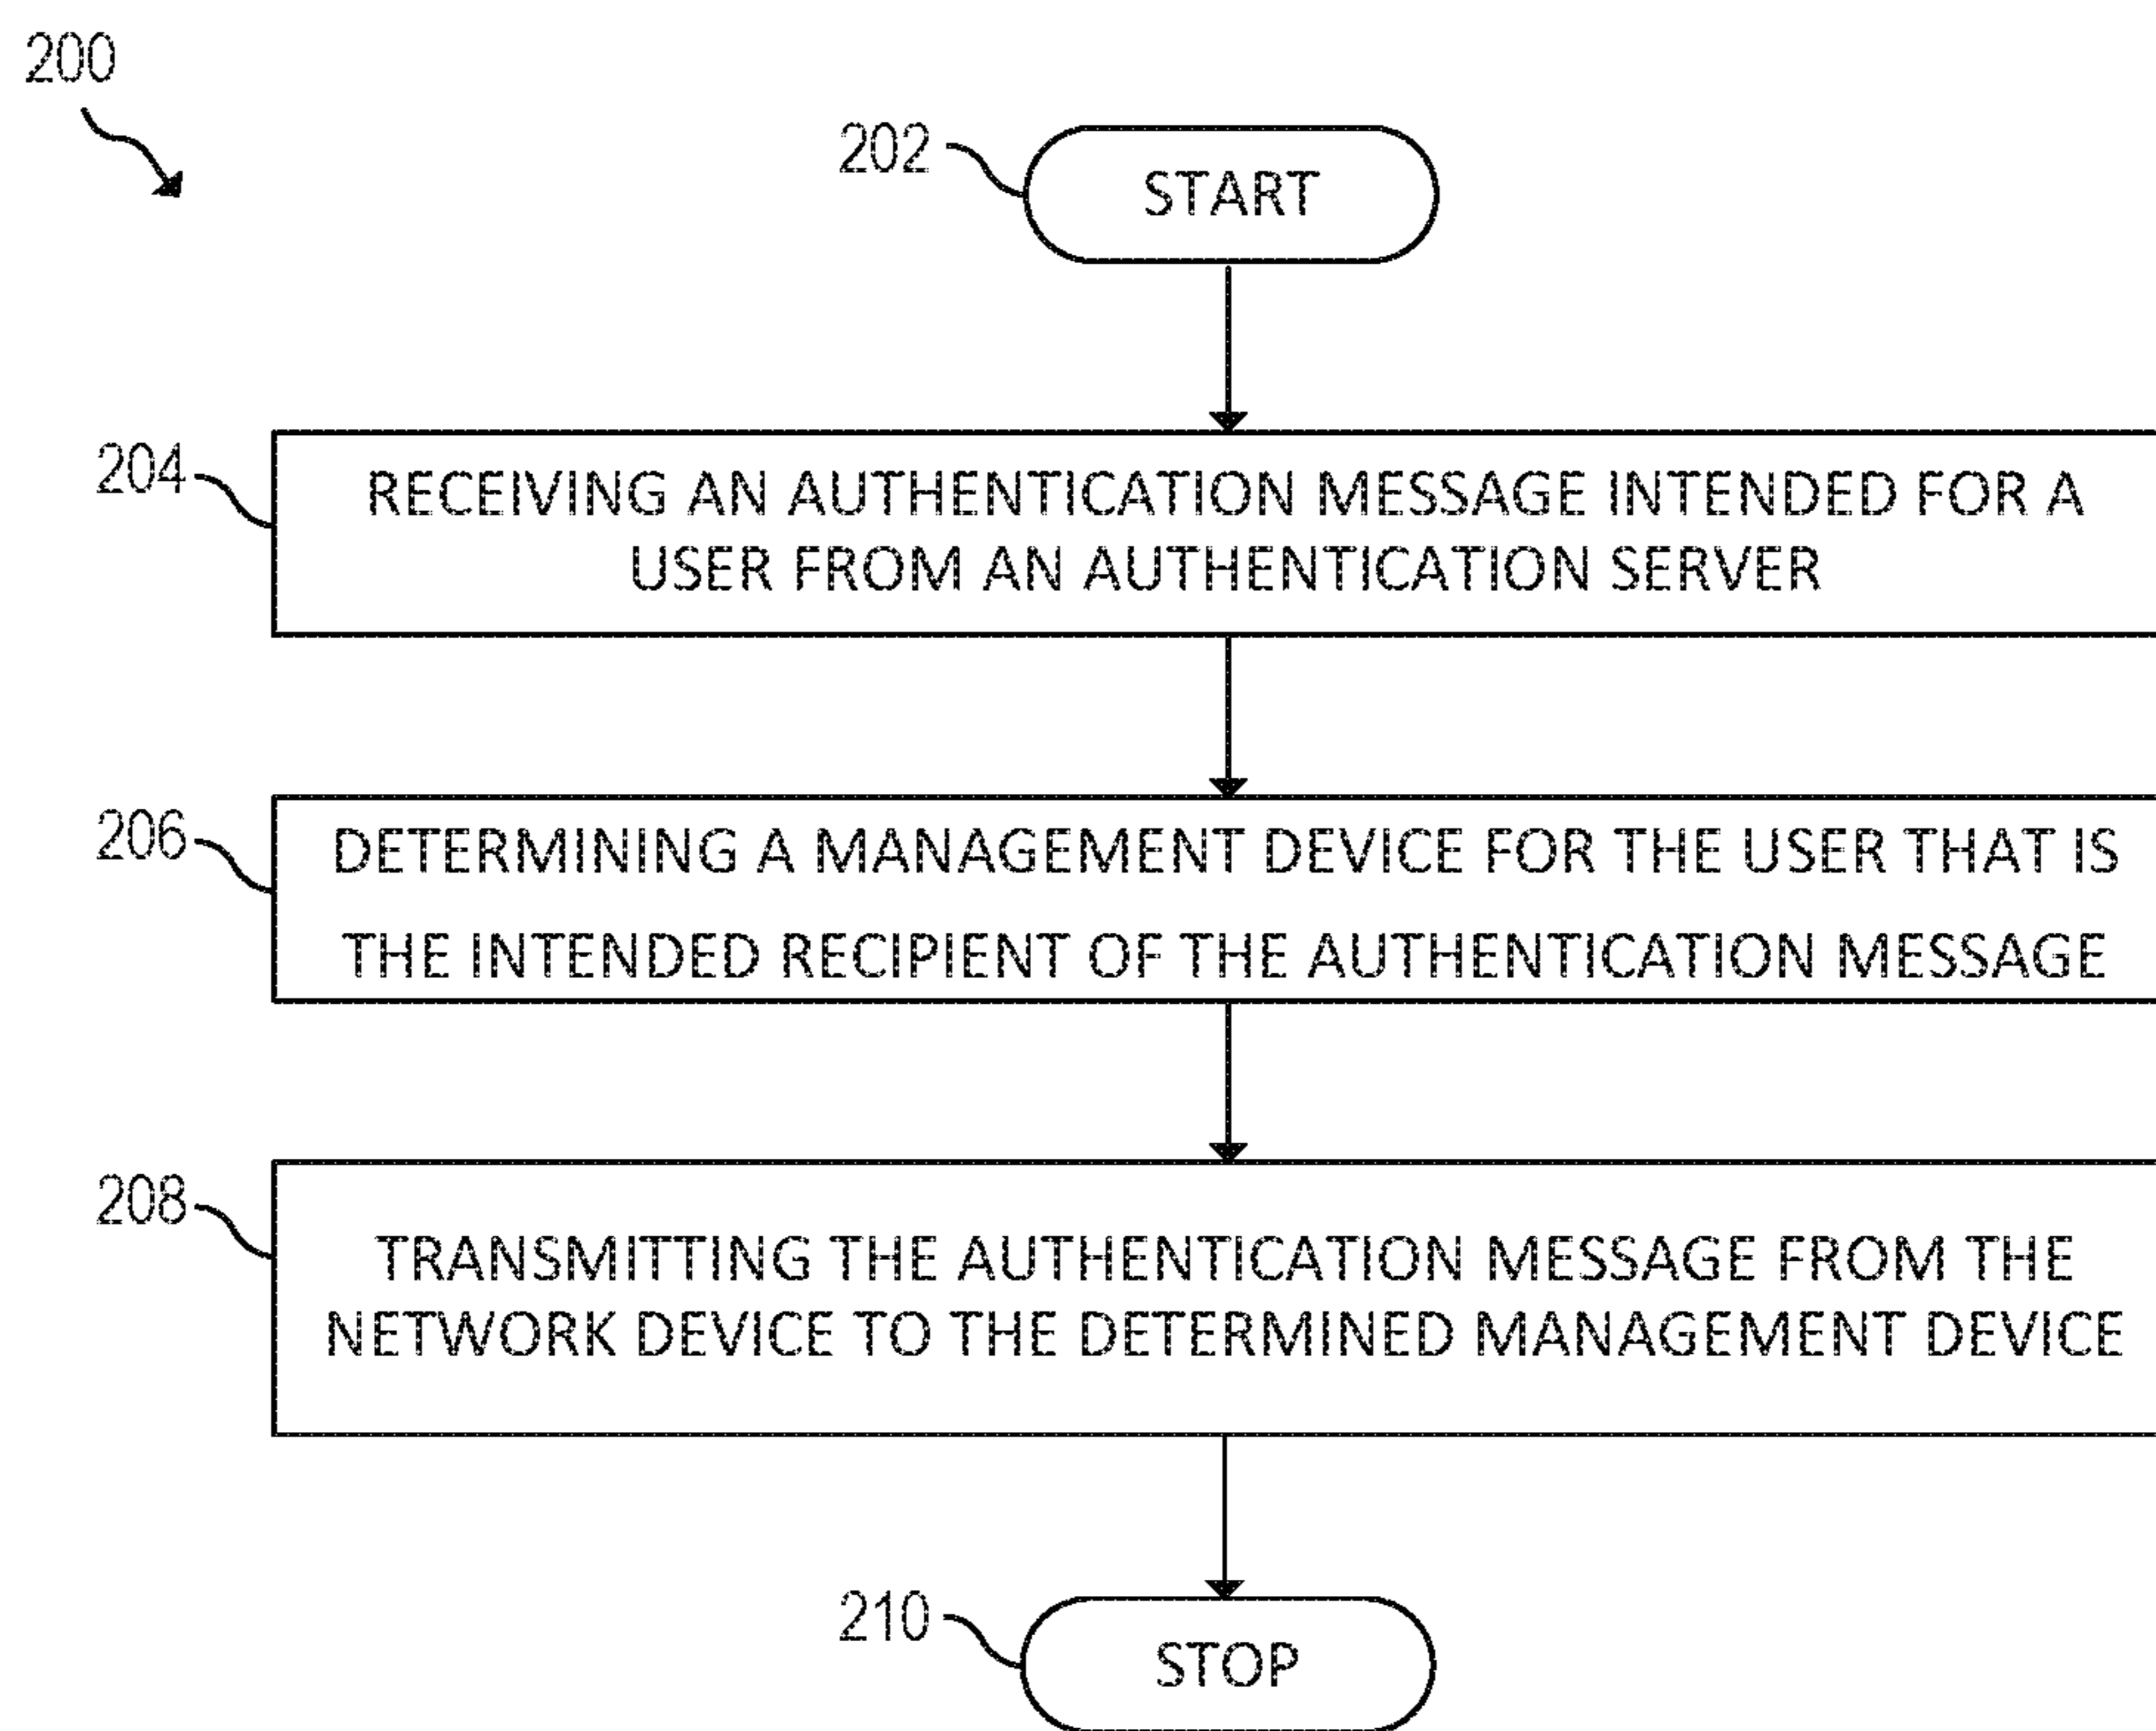 200
202
START
204
RECEIVING AN AUTHENTICATION MESSAGE INTENDED FOR A
USER FROM AN AUTHENTICATION SERVER
206
DETERMINING A MANAGEMENT DEVICE FOR THE USER THAT IS
THE INTENDED RECIPIENT OF THE AUTHENTICATION MESSAGE
208
TRANSMITTING THE AUTHENTICATION MESSAGE FROM THE
NETWORK DEVICE TO THE DETERMINED MANAGEMENT DEVICE
210
STOP